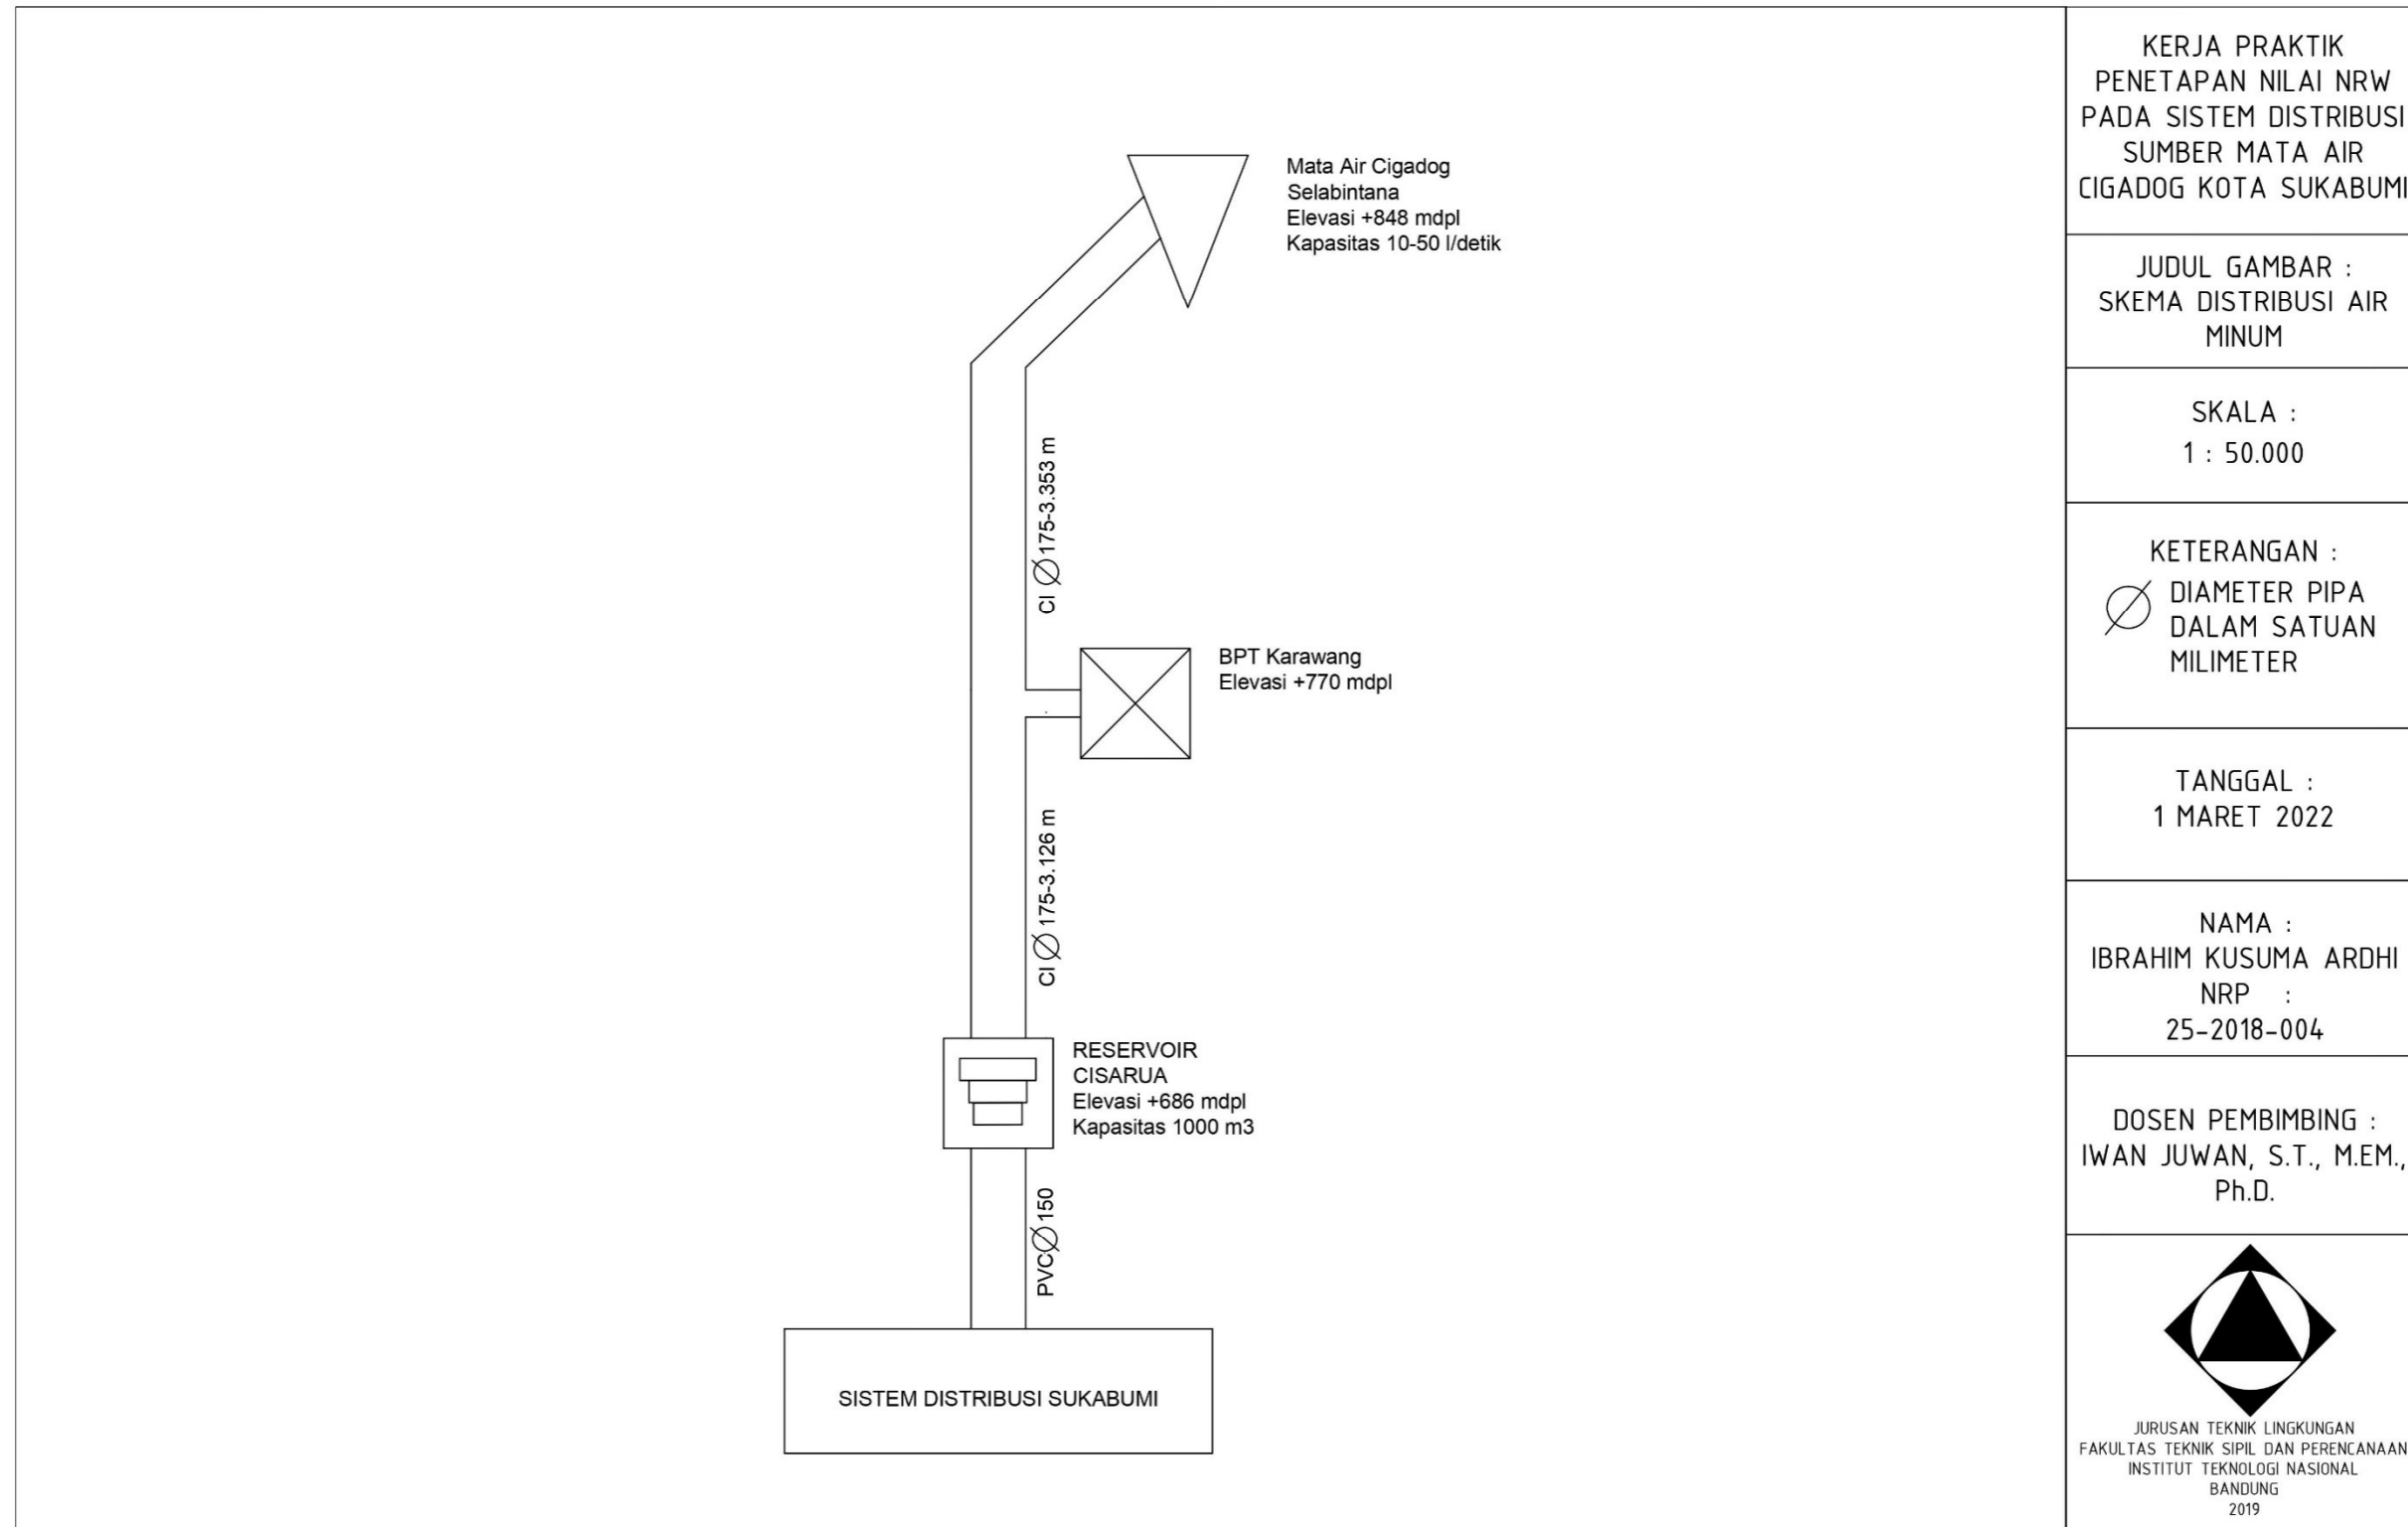 Mata Air Cigadog
Selabintana
Elevasi +848 mdpl
Kapasitas 10-50 l/detik
CI Ø175-3.353 m
BPT Karawang
Elevasi +770 mdpl
CI Ø 175-3.126 m
RESERVOIR
CISARUA
Elevasi +686 mdpl
Kapasitas 1000 m3
PVCØ150
SISTEM DISTRIBUSI SUKABUMI
KERJA PRAKTIK
PENETAPAN NILAI NRW
PADA SISTEM DISTRIBUSI
SUMBER MATA AIR
CIGADOG KOTA SUKABUMI
JUDUL GAMBAR :
SKEMA DISTRIBUSI AIR
MINUM
SKALA :
1 : 50.000
KETERANGAN :
Ø DIAMETER PIPA
DALAM SATUAN
MILIMETER
TANGGAL :
1 MARET 2022
NAMA :
IBRAHIM KUSUMA ARDHI
NRP :
25-2018-004
DOSEN PEMBIMBING :
IWAN JUWAN, S.T., M.EM.,
Ph.D.
JURUSAN TEKNIK LINGKUNGAN
FAKULTAS TEKNIK SIPIL DAN PERENCANAAN
INSTITUT TEKNOLOGI NASIONAL
BANDUNG
2019